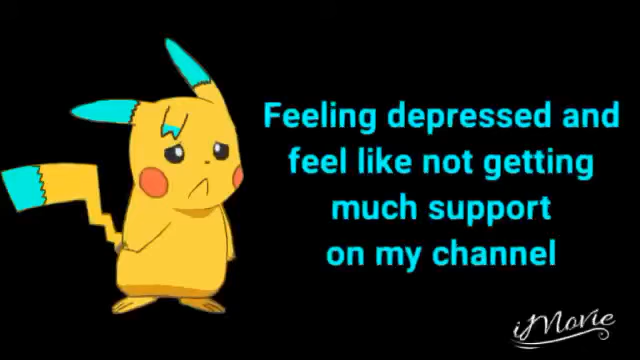 Feeling depressed and
feel like not getting
much support
on my channel
iMovie